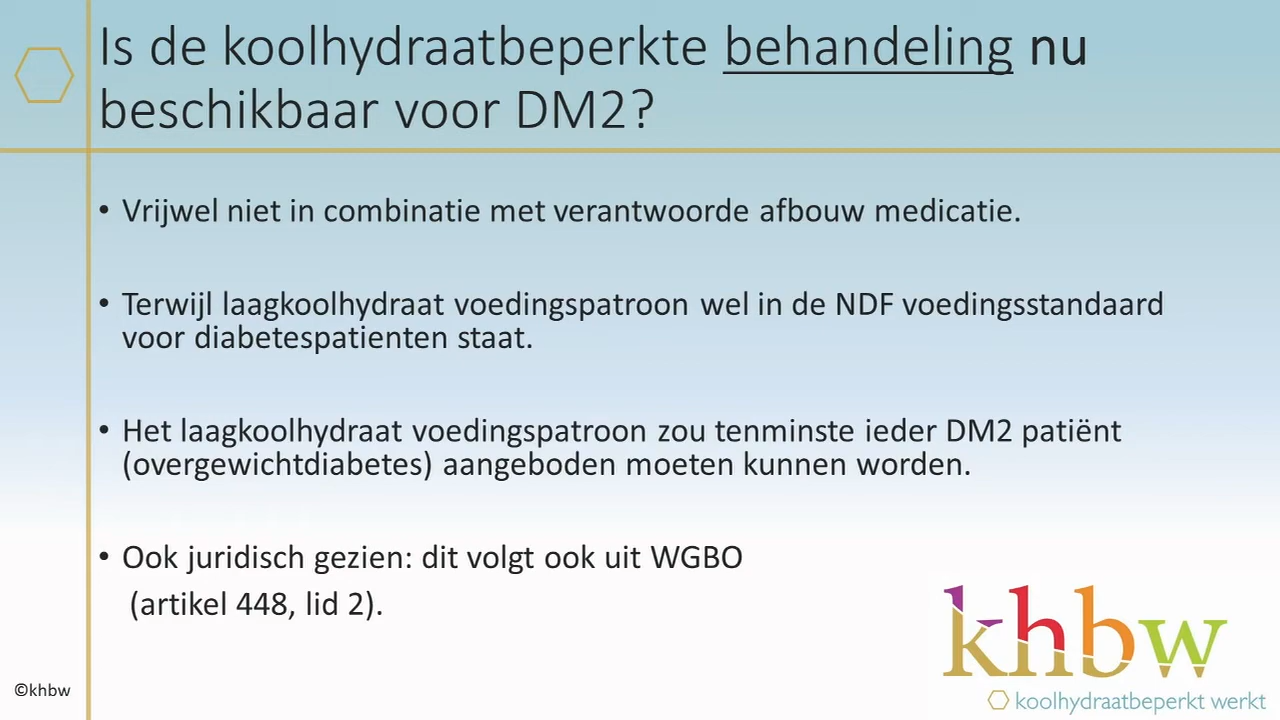 Is de koolhydraatbeperkte behandeling nu
beschikbaar voor DM2?
• Vrijwel niet in combinatie met verantwoorde afbouw medicatie.
• Terwijl laagkoolhydraat voedingspatroon wel in de NDF voedingsstandaard
voor diabetespatienten staat.
• Het laagkoolhydraat voedingspatroon zou tenminste ieder DM2 patiënt
(overgewichtdiabetes) aangeboden moeten kunnen worden.
• Ook juridisch gezien: dit volgt ook uit WGBO
(artikel 448, lid 2).
khbw
koolhydraatbeperkt werkt
©khbw